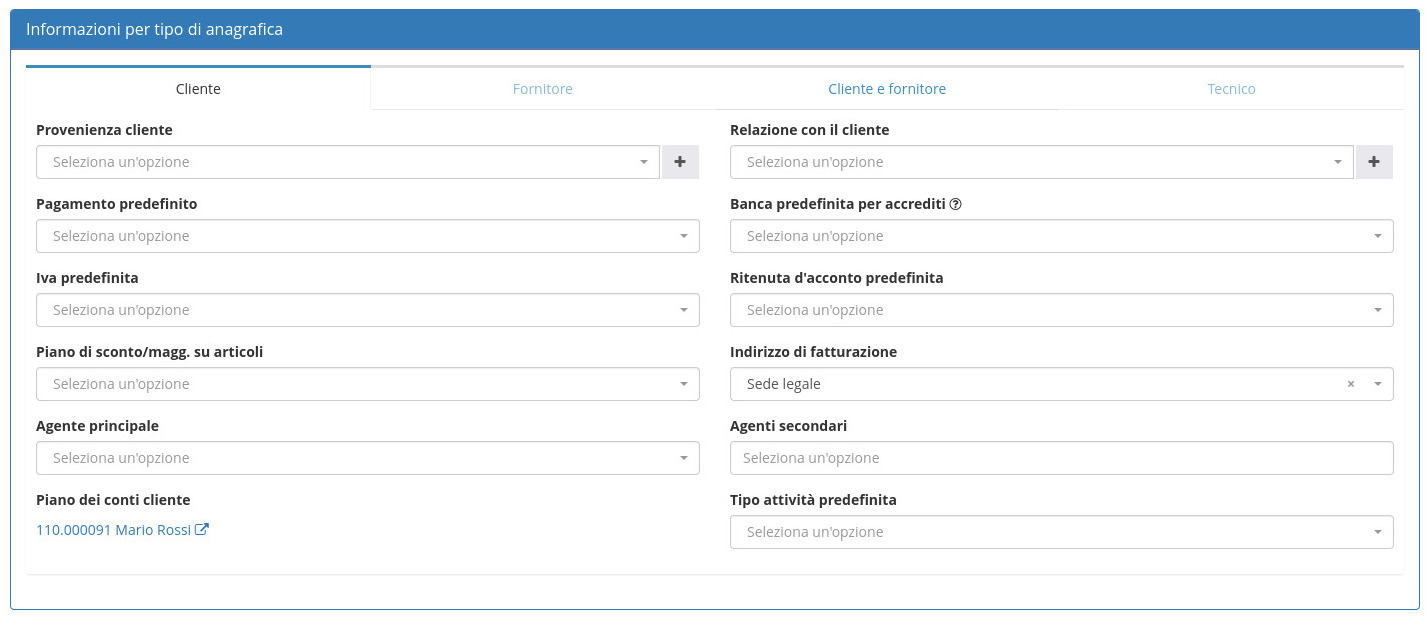 Informazioni per tipo di anagrafica
Cliente Fornitore Cliente e fornitore Tecnico
Provenienza cliente Relazione con il cliente
Seleziona un'opzione Seleziona un'opzione
Pagamento predefinito Banca predefinita per accrediti
Seleziona un'opzione Seleziona un'opzione
Iva predefinita Ritenuta d'acconto predefinita
Seleziona un'opzione Seleziona un'opzione
Piano di sconto/magg. su articoli Indirizzo di fatturazione
Seleziona un'opzione Sede legale ×
Agente principale Agenti secondari
Seleziona un'opzione Seleziona un'opzione
Piano dei conti cliente Tipo attività predefinita
110.000091 Mario Rossi Seleziona un'opzione